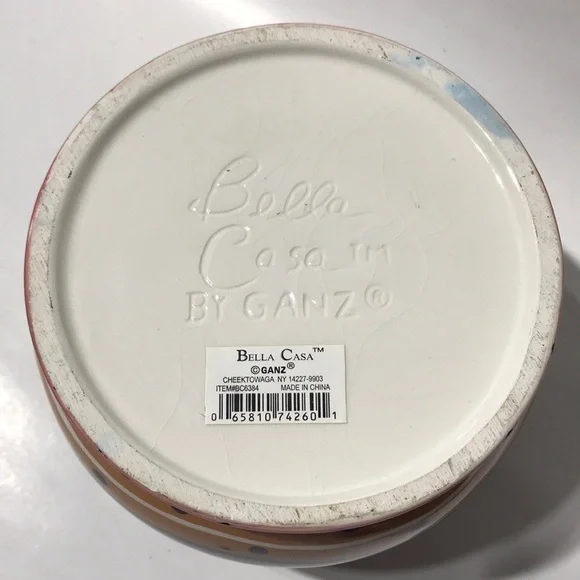 Bella
Casa TM
BY GANZ®
BELLA CASA™
©GANZ®
CHEEKTOWAGA NY 14227-9903
ITEM#BC6384 MADE IN CHINA
0 65810 74260 1